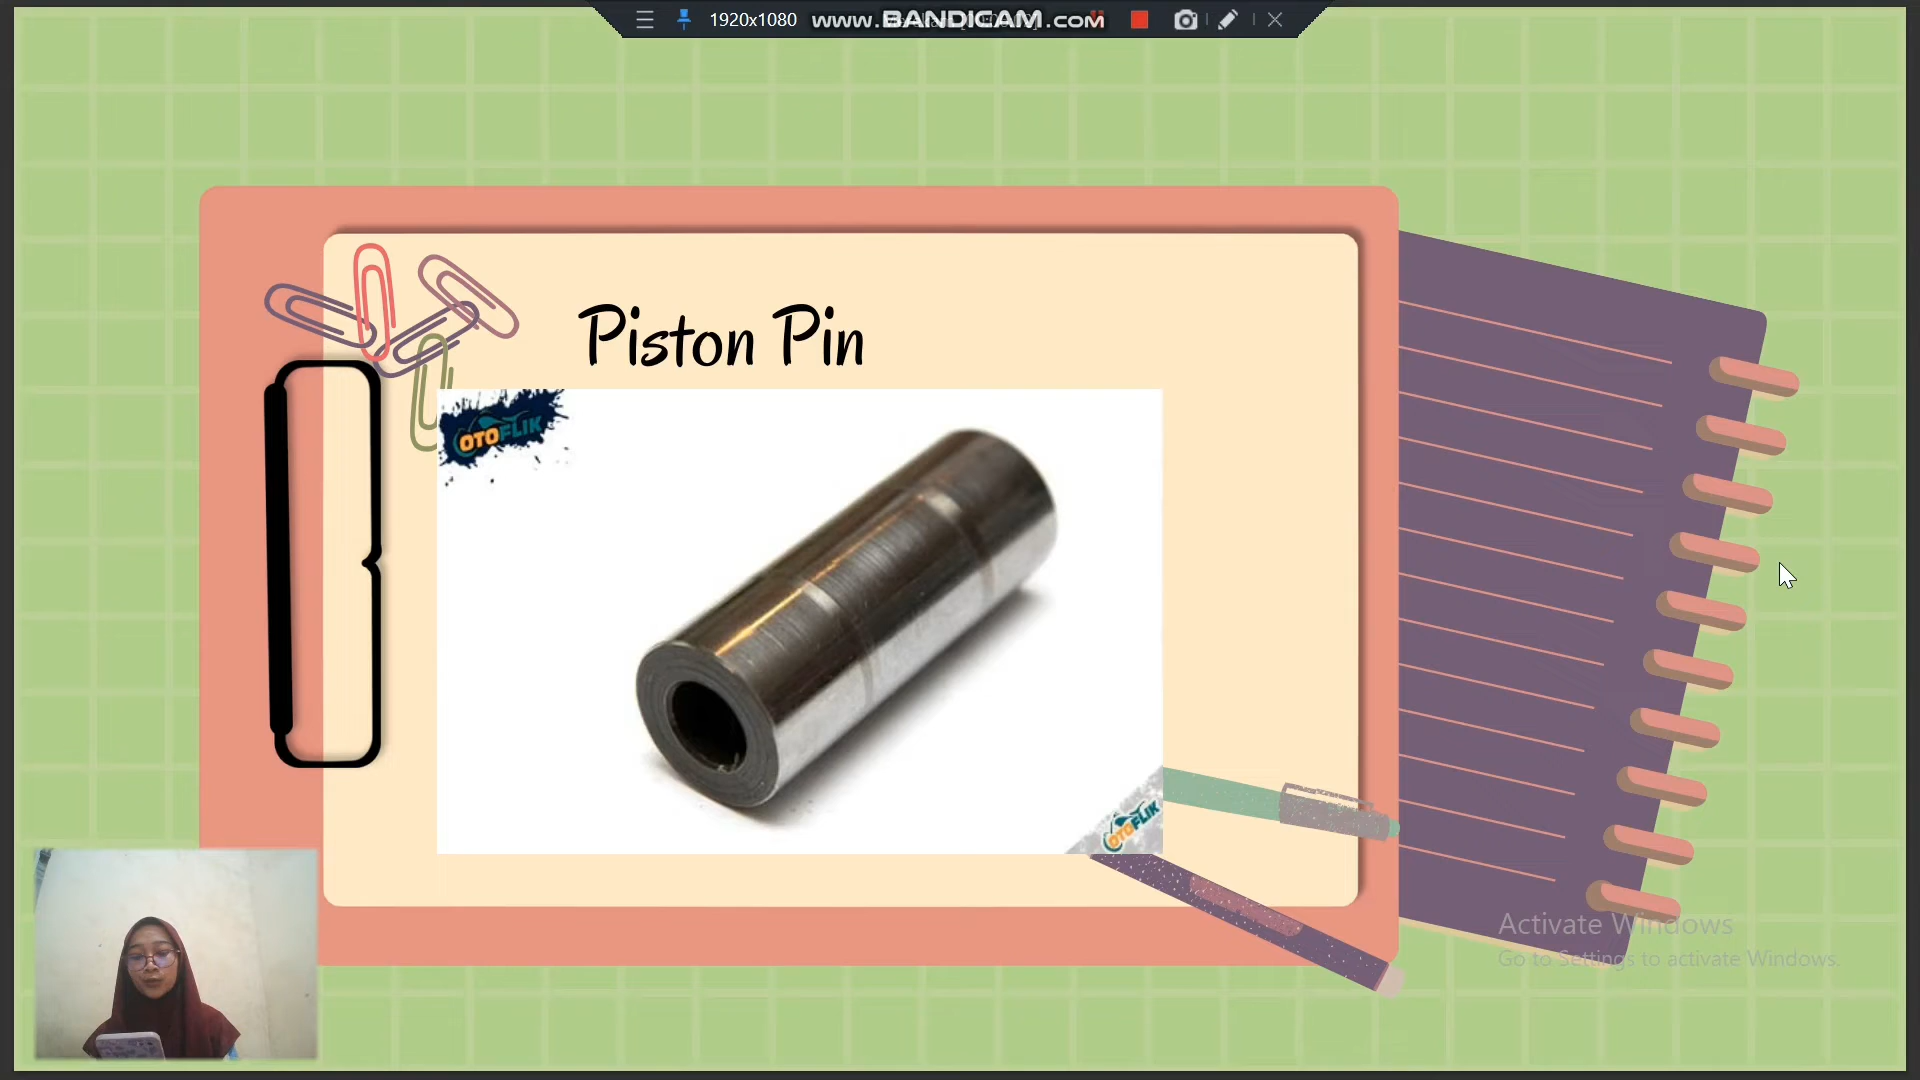 1920x1080
www.BANDICAM.com
Piston Pin
OTOFLIK
OTOFLIK
Activate Windows
Go to Settings to activate Windows.